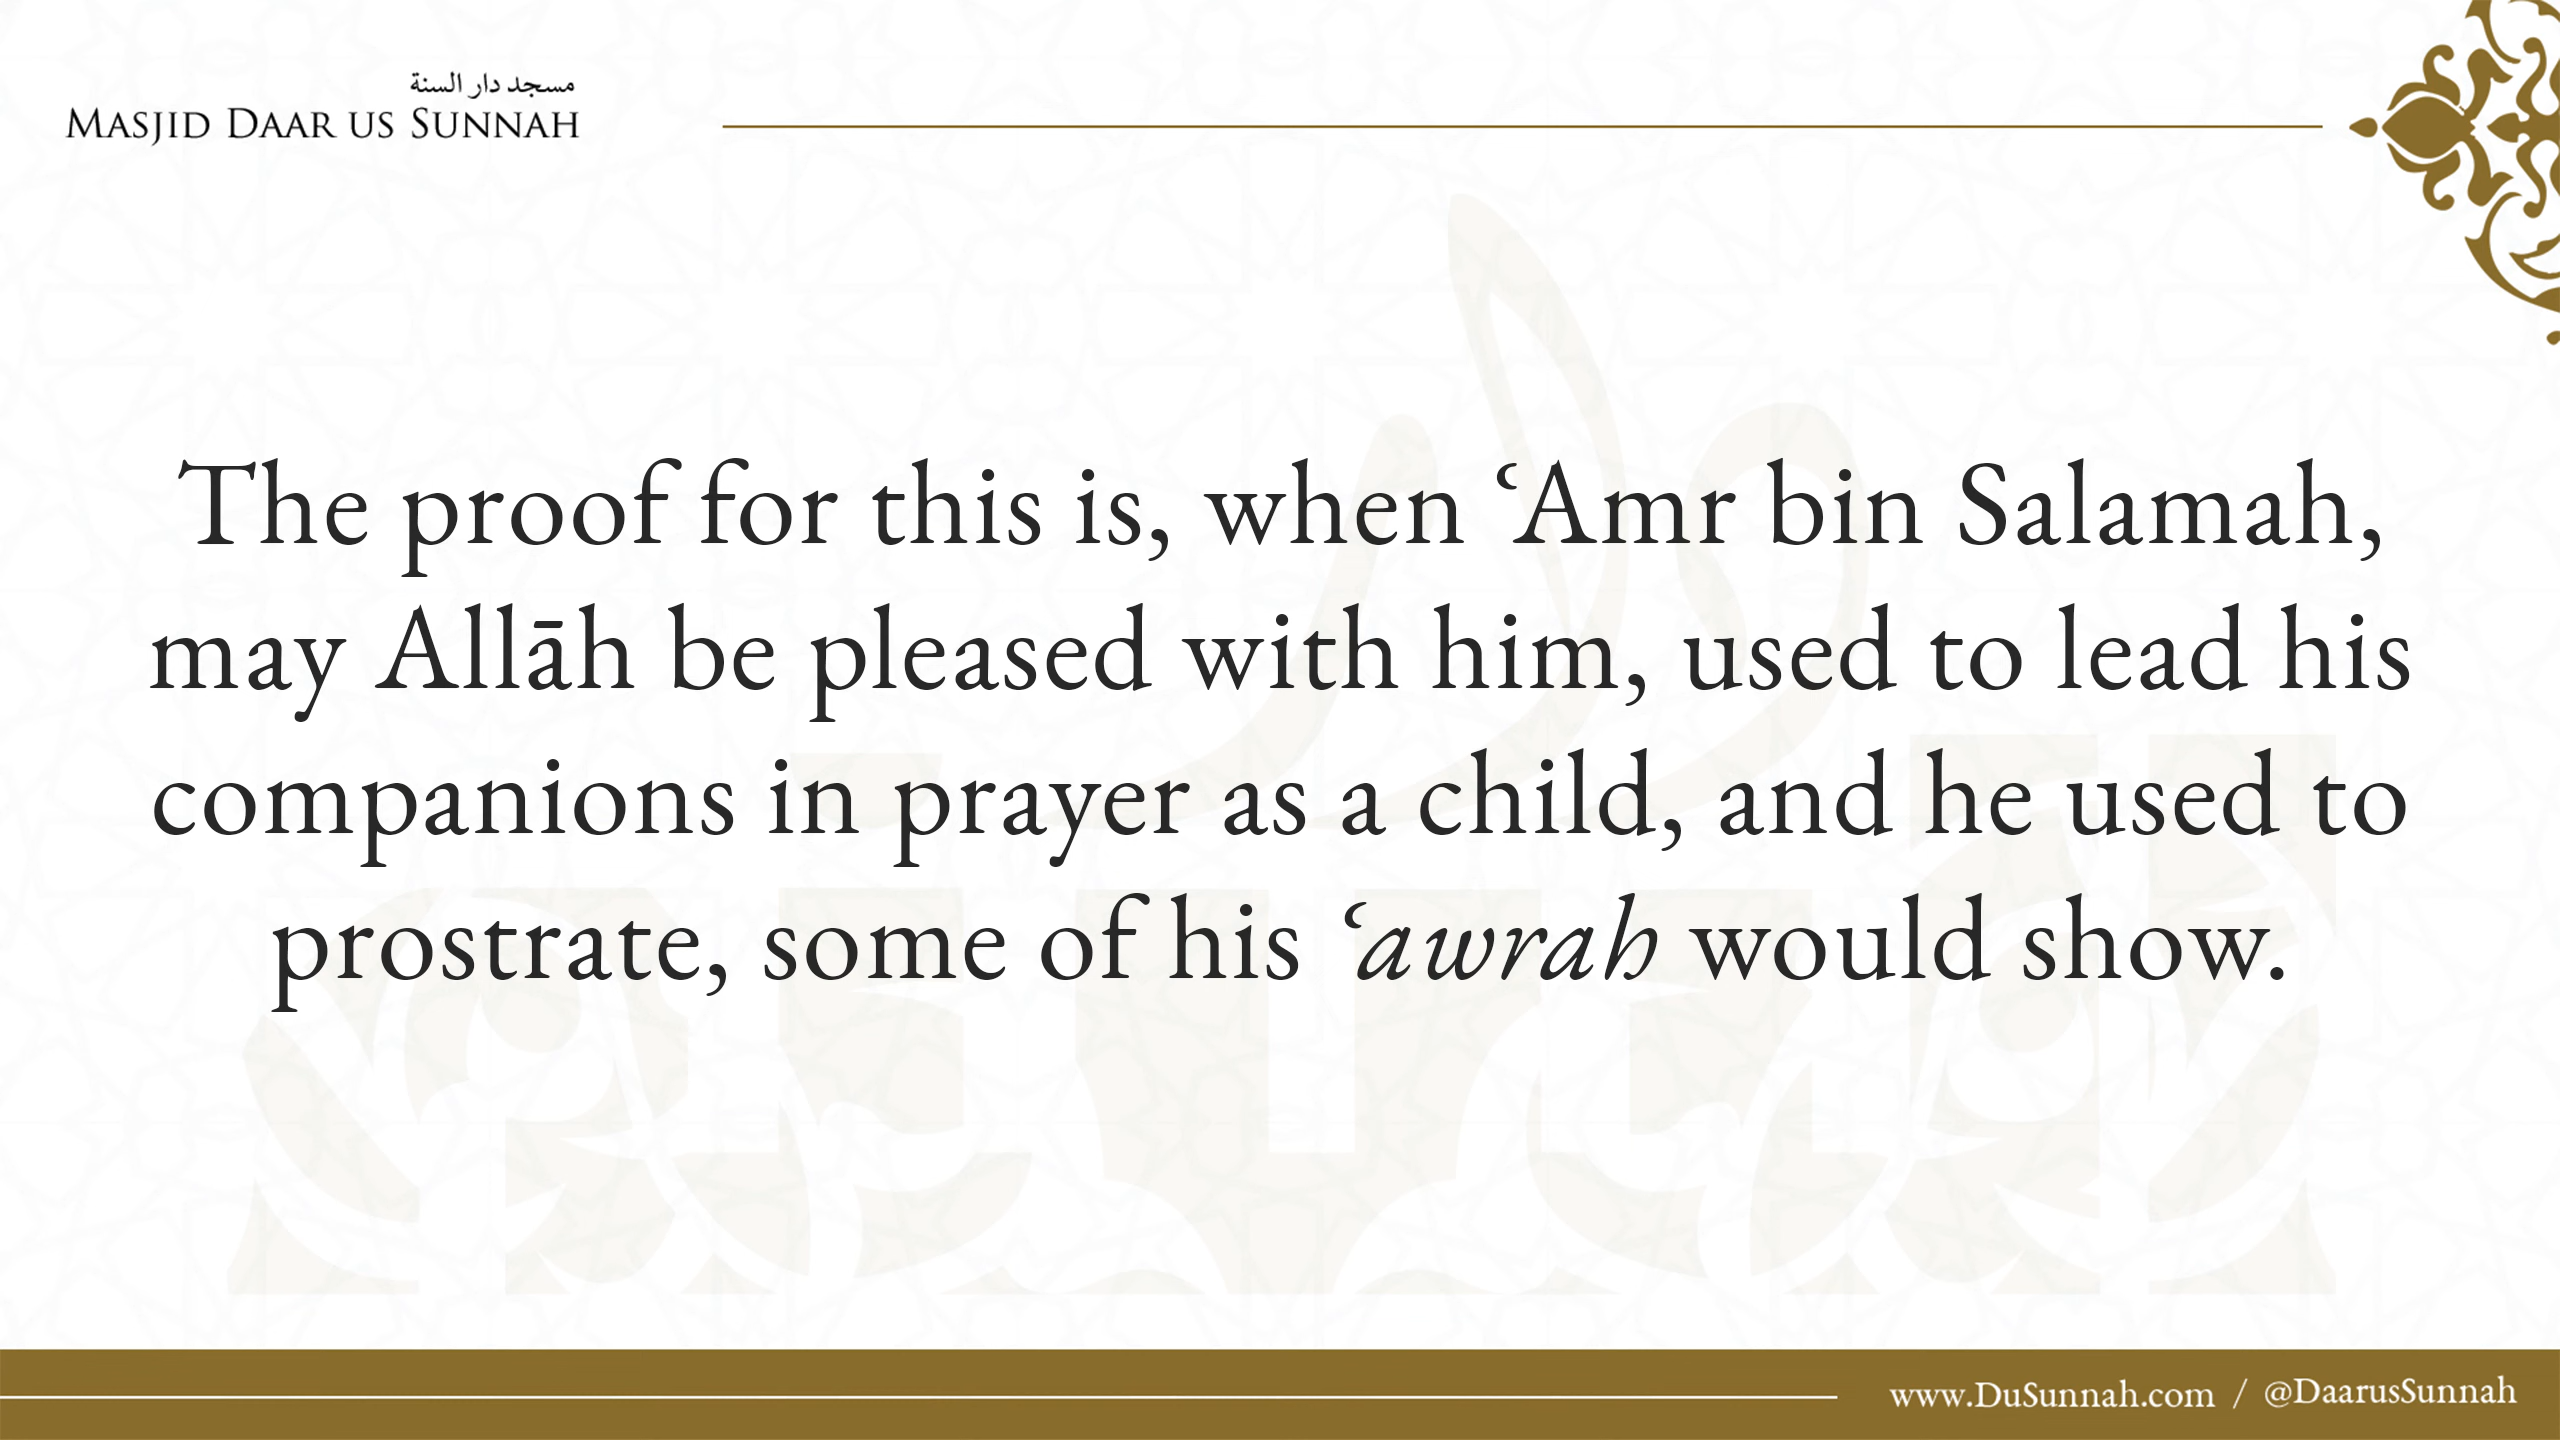 مسجد دار السنة
MASJID DAAR US SUNNAH
The proof for this is, when ʿAmr bin Salamah,
may Allāh be pleased with him, used to lead his
companions in prayer as a child, and he used to
prostrate, some of his ʿawrah would show.
www.DuSunnah.com / @DaarusSunnah